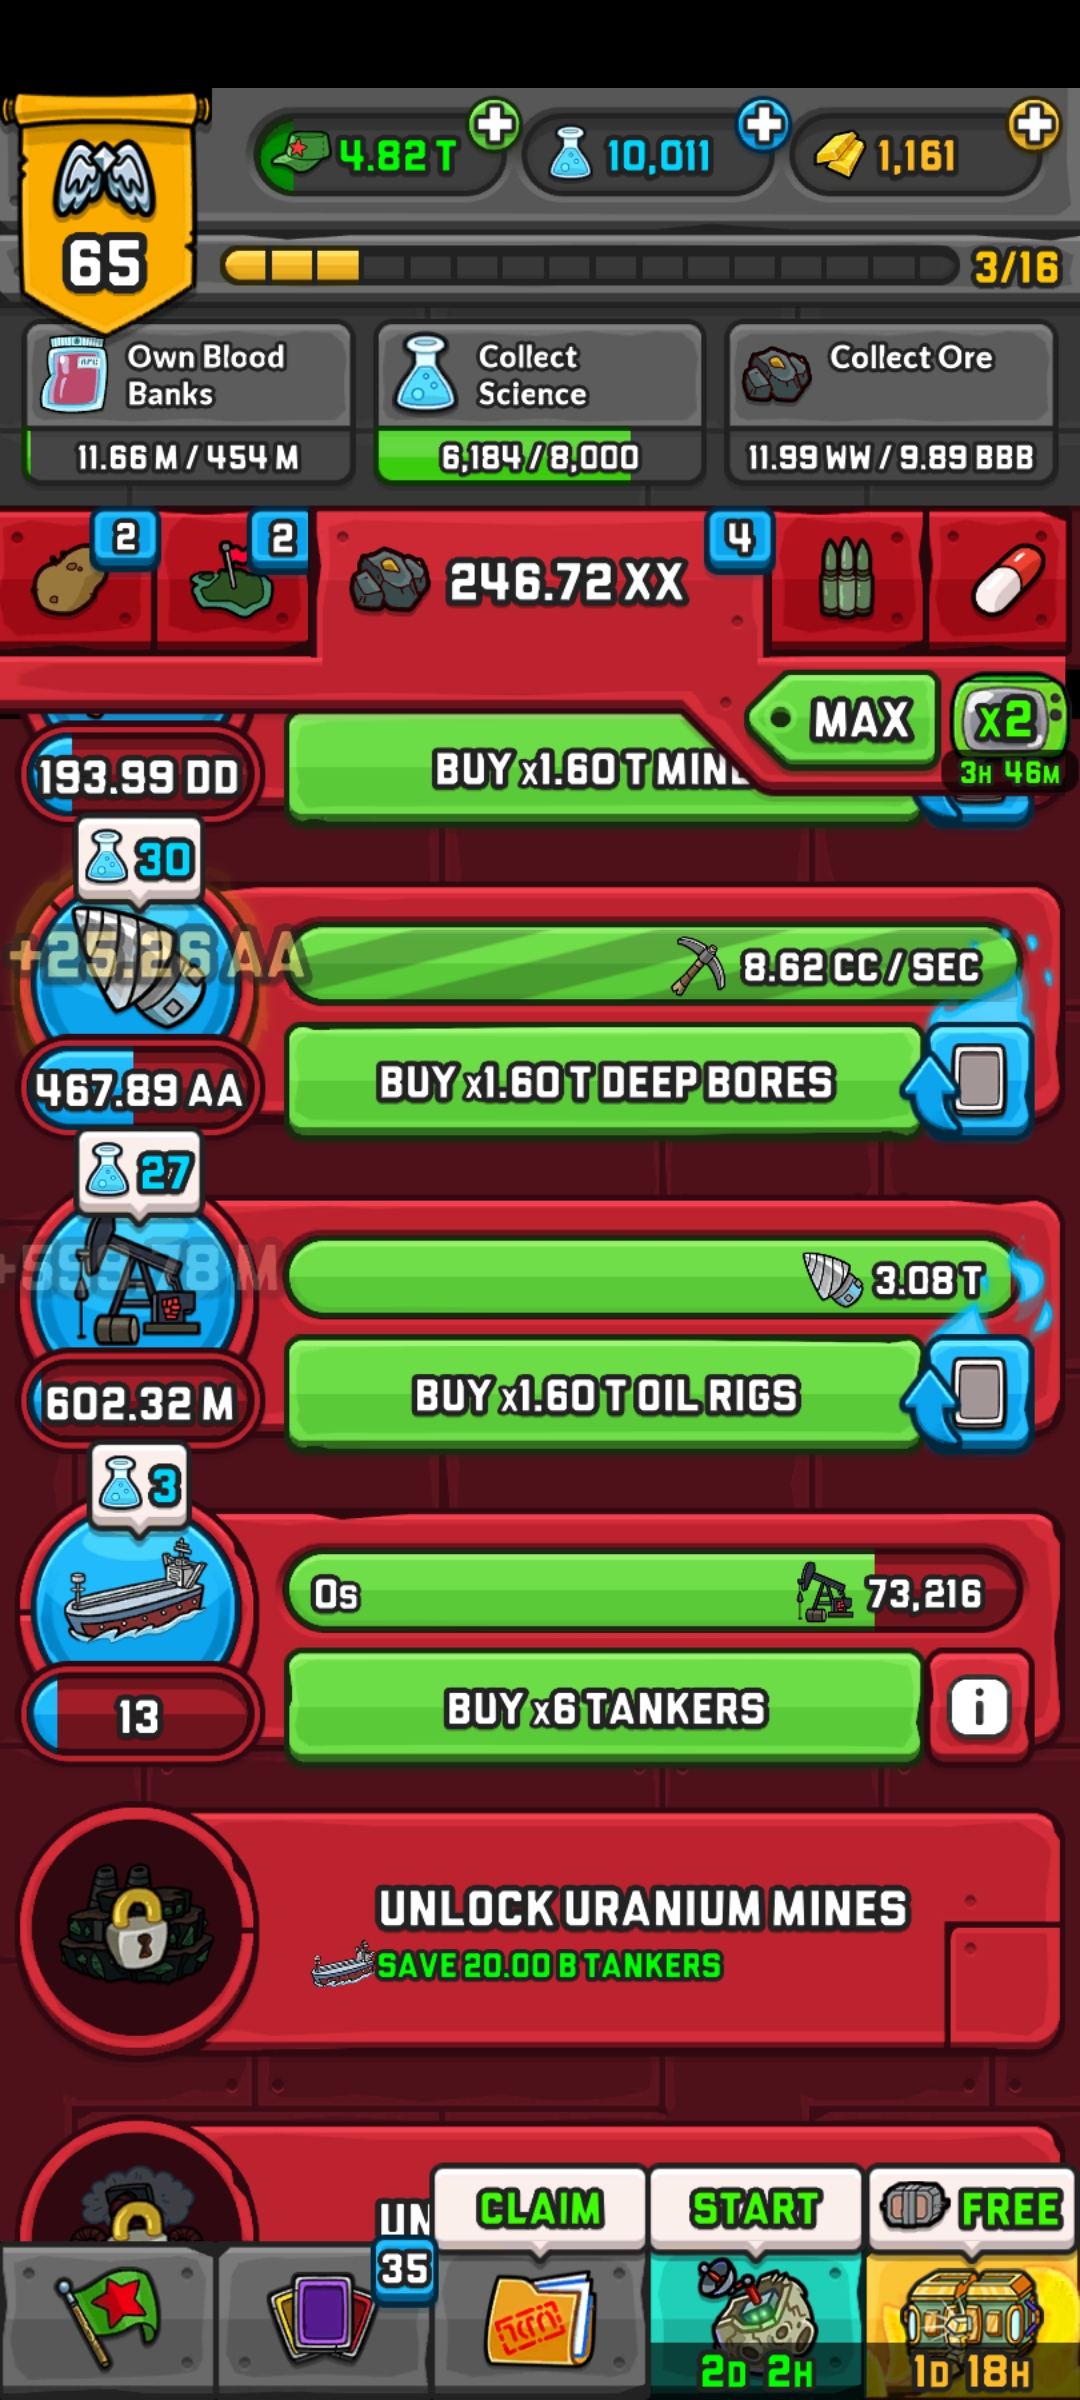 65
4.82 T
10,011
1,161
3/16
Own Blood
Banks
11.66 M / 454 M
Collect
Science
6,184 / 8,000
Collect Ore
11.99 WW / 9.89 BBB
2
2
246.72 XX
4
MAX
x2
3H 46M
193.99 DD
BUY x1.60 T MINE
30
+25.26 AA
8.62 CC / SEC
467.89 AA
BUY x1.60 T DEEP BORES
27
3.08 T
602.32 M
BUY x1.60 T OIL RIGS
3
0s
73,216
13
BUY x6 TANKERS
i
UNLOCK URANIUM MINES
SAVE 20.00 B TANKERS
UN
CLAIM
START
FREE
35
2D 2H
1D 18H